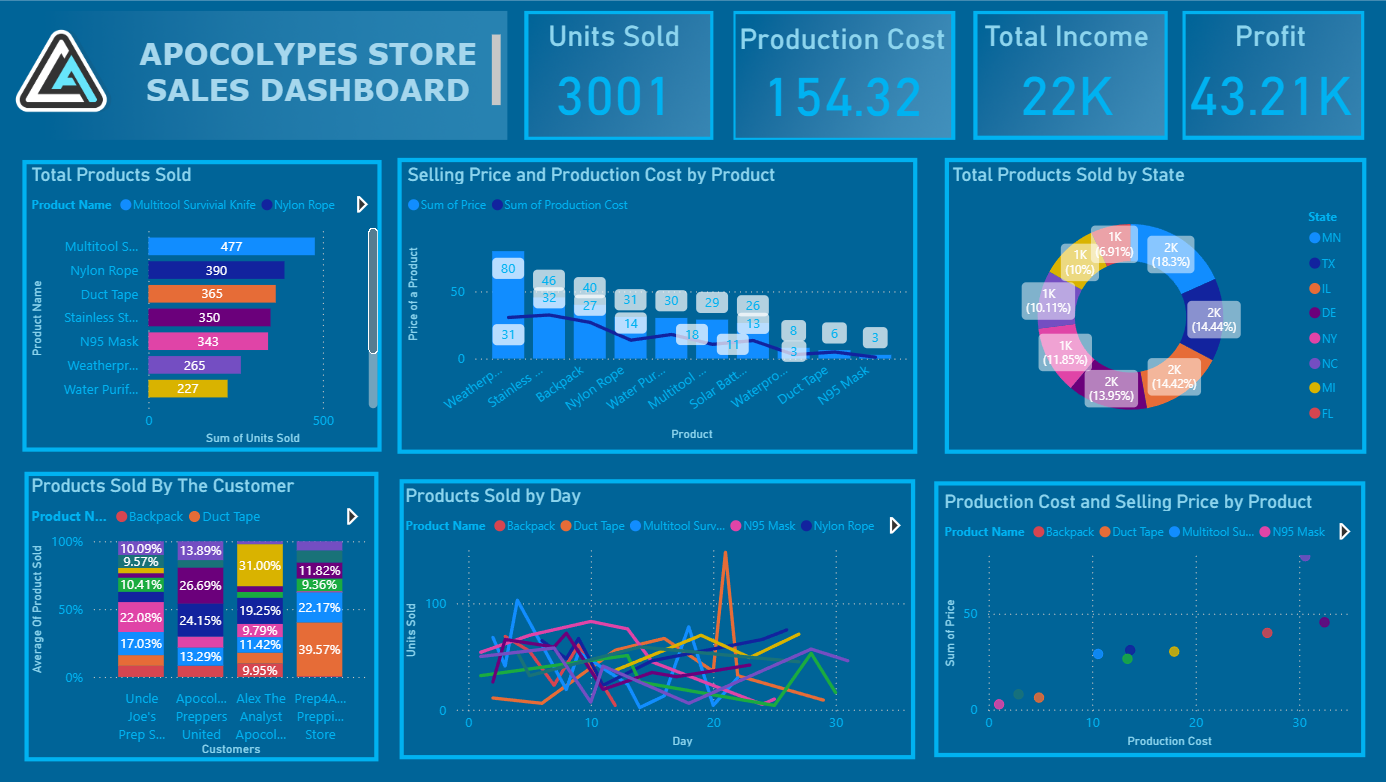 APOCOLYPES STORE
SALES DASHBOARD
Units Sold
3001
Production Cost
154.32
Total Income
22K
Profit
43.21K
Total Products Sold
Product Name Multitool Survivial Knife Nylon Rope
Product Name
Multitool S... 477
Nylon Rope 390
Duct Tape 365
Stainless St... 350
N95 Mask 343
Weatherpr... 265
Water Purif... 227
0 500
Sum of Units Sold
Selling Price and Production Cost by Product
Sum of Price Sum of Production Cost
Price of a Product
50
0
80 46 40 31 30 29 26 8 6 3
31 32 27 14 18 11 13 3
Weatherp... Stainless ... Backpack Nylon Rope Water Pur... Multitool ... Solar Batt... Waterpro... Duct Tape N95 Mask
Product
Total Products Sold by State
State
MN
TX
IL
DE
NY
NC
MI
FL
2K
(18.3%)
2K
(14.44%)
2K
(14.42%)
2K
(13.95%)
1K
(11.85%)
1K
(10.11%)
1K
(10%)
1K
(6.91%)
Products Sold By The Customer
Product N... Backpack Duct Tape
Average Of Product Sold
100%
50%
0%
10.09%
9.57%
10.41%
22.08%
17.03%
13.89%
26.69%
24.15%
13.29%
31.00%
19.25%
9.79%
11.42%
9.95%
11.82%
9.36%
22.17%
39.57%
Uncle Joe's Prep S...
Apocol... Preppers United
Alex The Analyst Apocol...
Prep4A... Preppi... Store
Customers
Products Sold by Day
Product Name Backpack Duct Tape Multitool Surv... N95 Mask Nylon Rope
Units Sold
100
0
0 10 20 30
Day
Production Cost and Selling Price by Product
Product Name Backpack Duct Tape Multitool Su... N95 Mask
Sum of Price
50
0
0 10 20 30
Production Cost